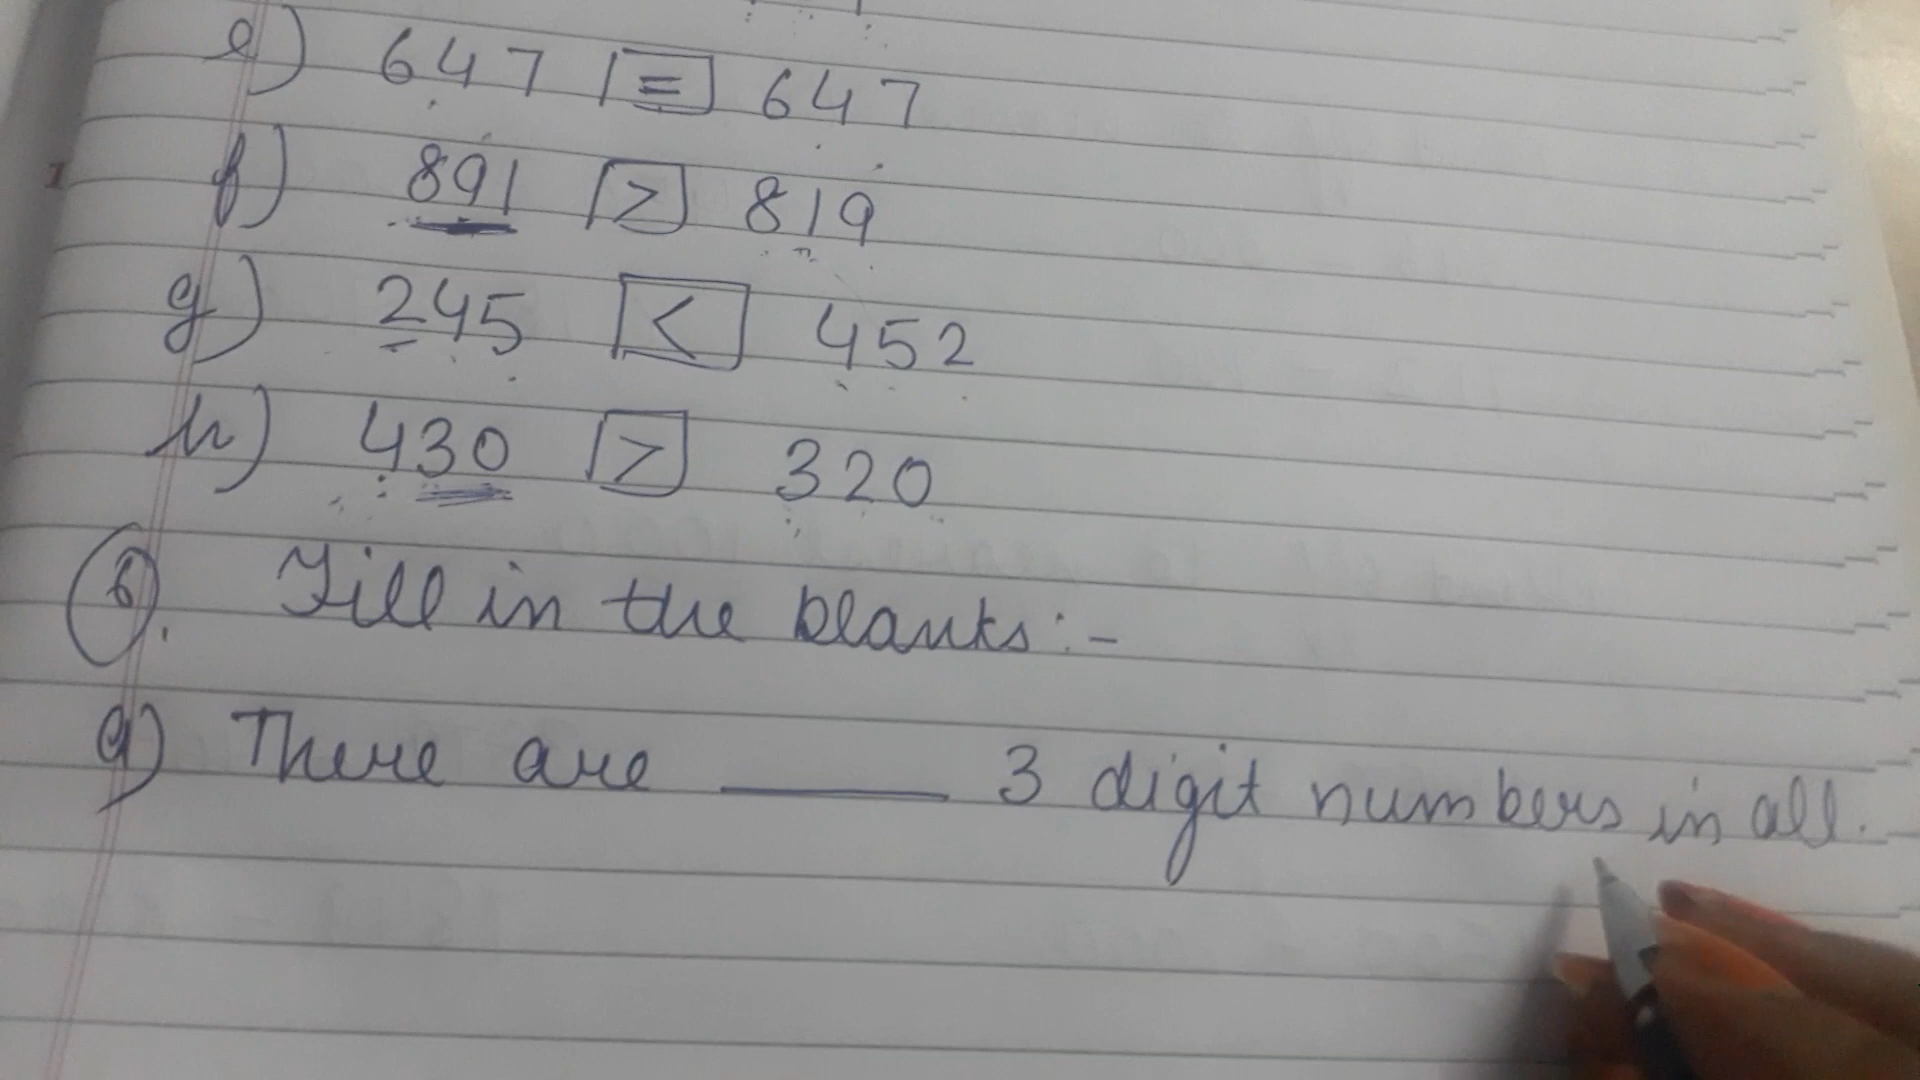 e) 647 = 647
f) 891 > 819
g) 245 < 452
h) 430 > 320
6. Fill in the blanks:-
a) There are ____ 3 digit numbers in all.